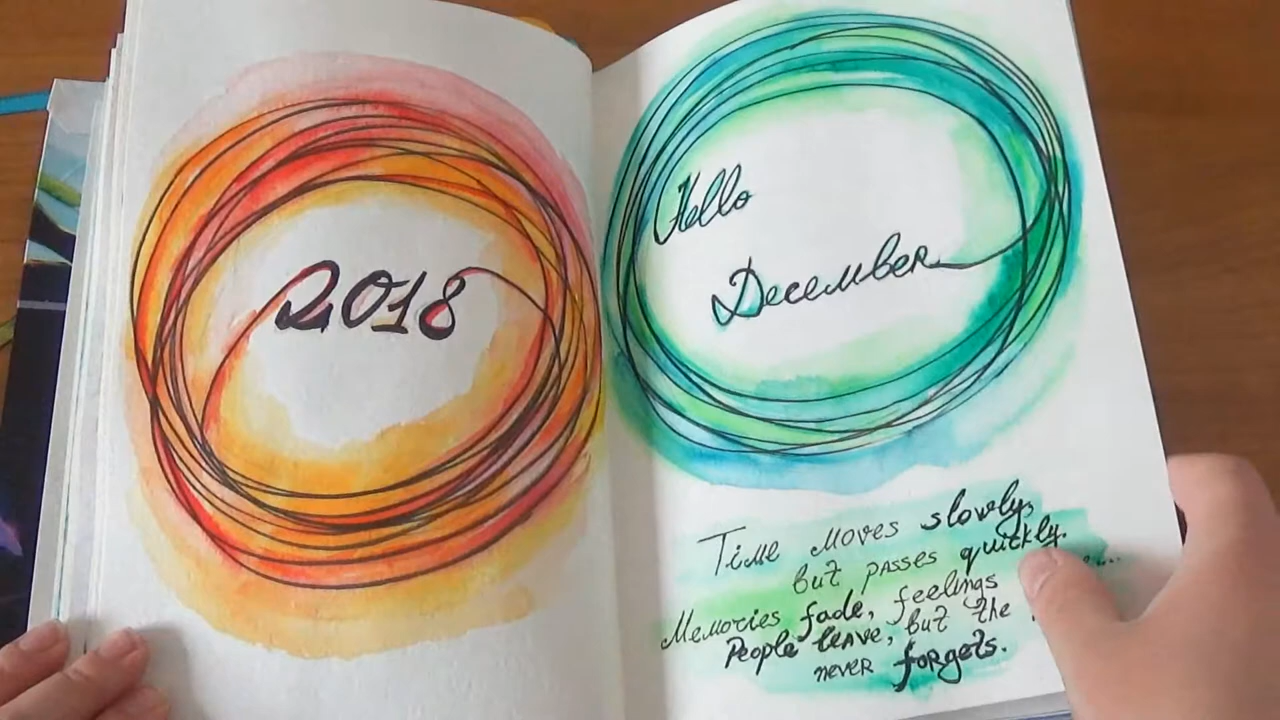 2018
Hello
December
Time moves slowly,
but passes quickly.
Memories fade, feelings
People leave, but the
never forgets.